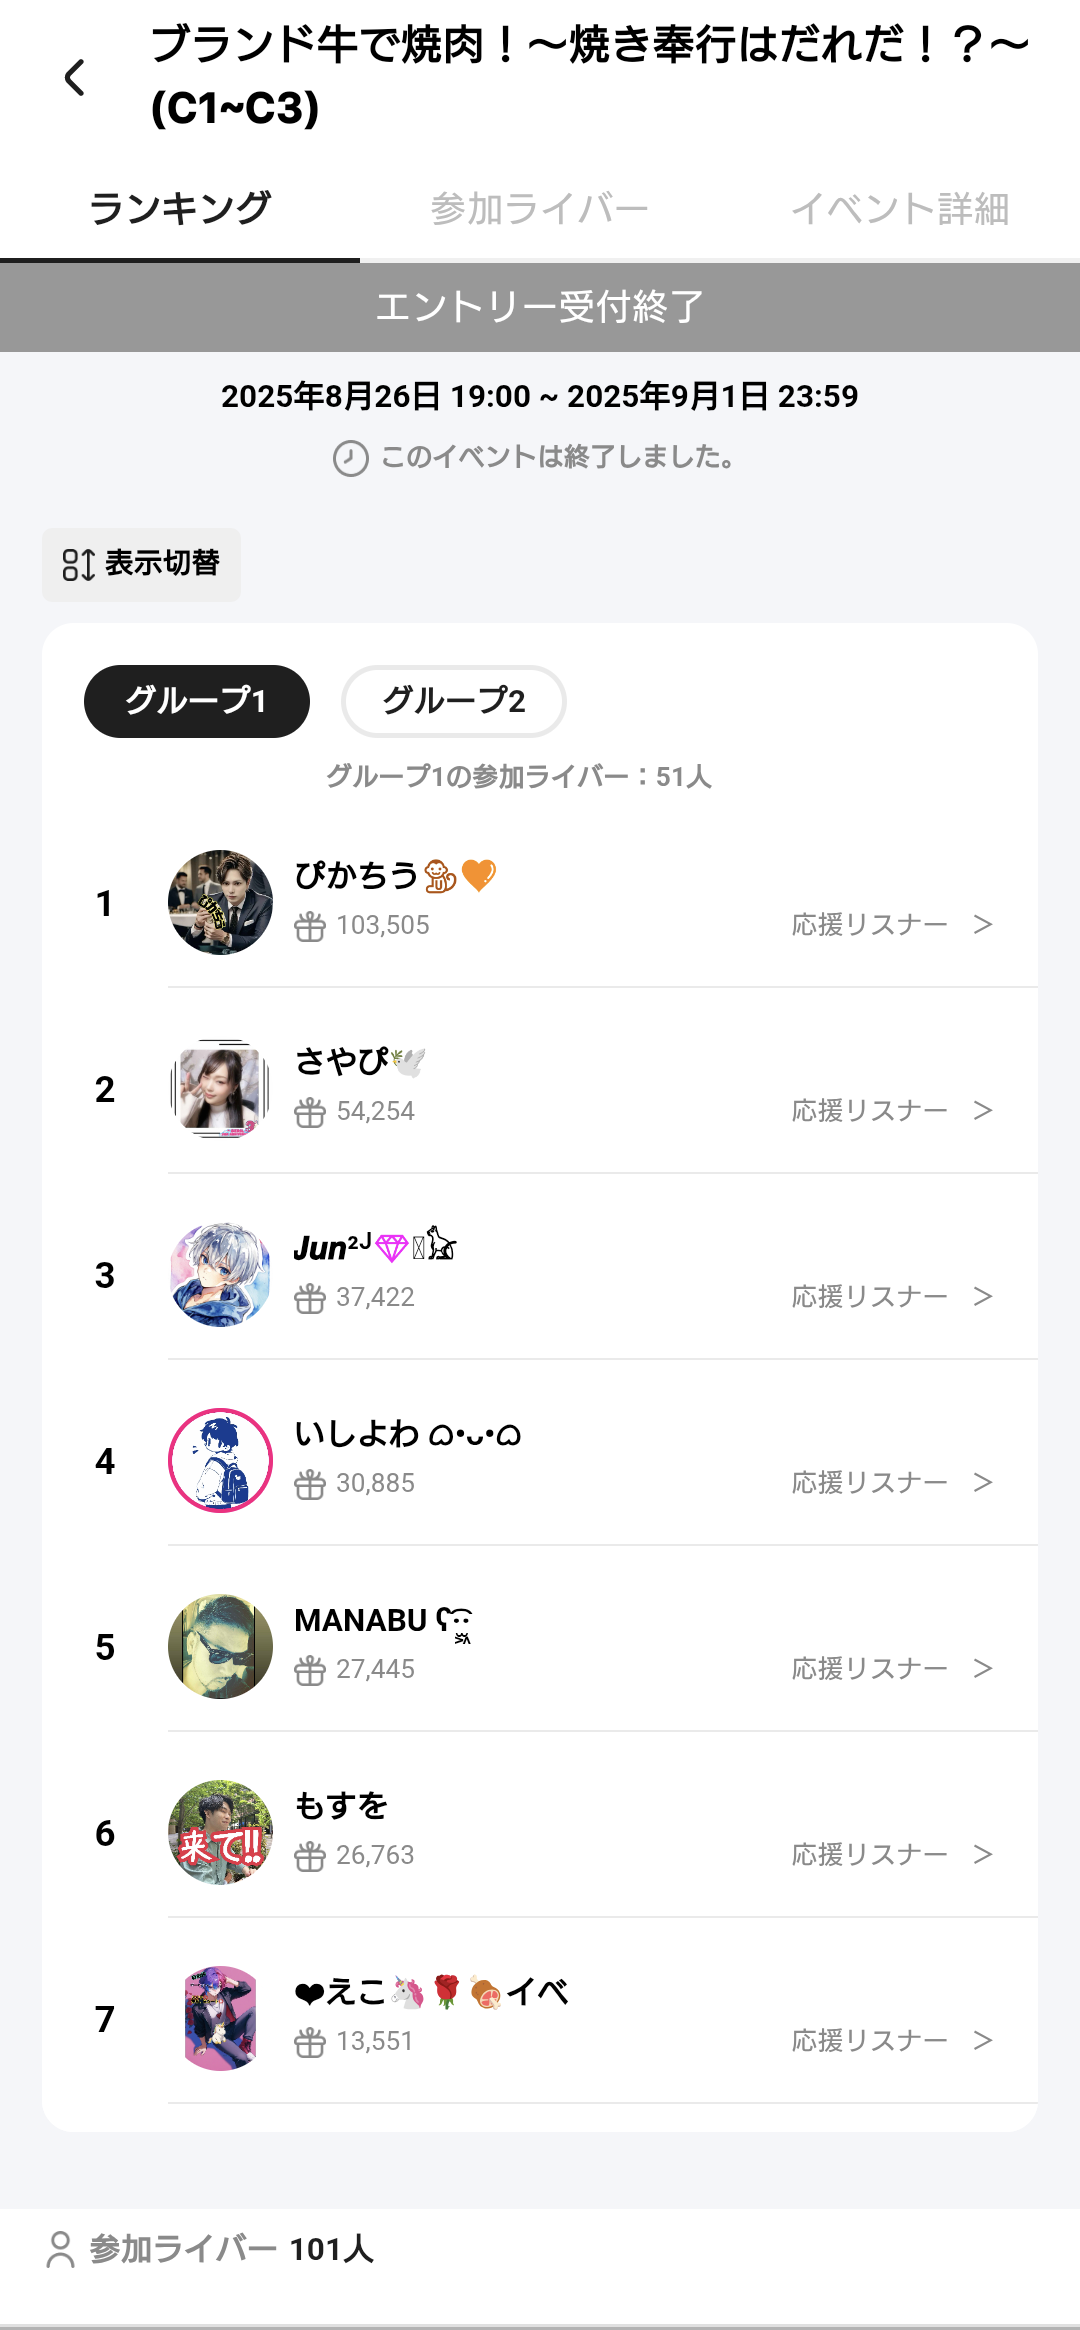 ブランド牛で焼肉！〜焼き奉行はだれだ！？〜
(C1~C3)
ランキング 参加ライバー イベント詳細
エントリー受付終了
2025年8月26日 19:00 ~ 2025年9月1日 23:59
このイベントは終了しました。
表示切替
グループ1 グループ2
グループ1の参加ライバー：51人
1
ぴかちう🐒🧡
103,505 応援リスナー >
2
さやぴ🕊
54,254 応援リスナー >
3
Jun²ᴶ💎𓃠
37,422 応援リスナー >
4
いしよわ ᜊ•ᴗ•ᜊ
30,885 応援リスナー >
5
MANABU
27,445 応援リスナー >
6
来て!!
もすを
26,763 応援リスナー >
7
❤えこ🦄🌹🍖イベ
13,551 応援リスナー >
参加ライバー 101人